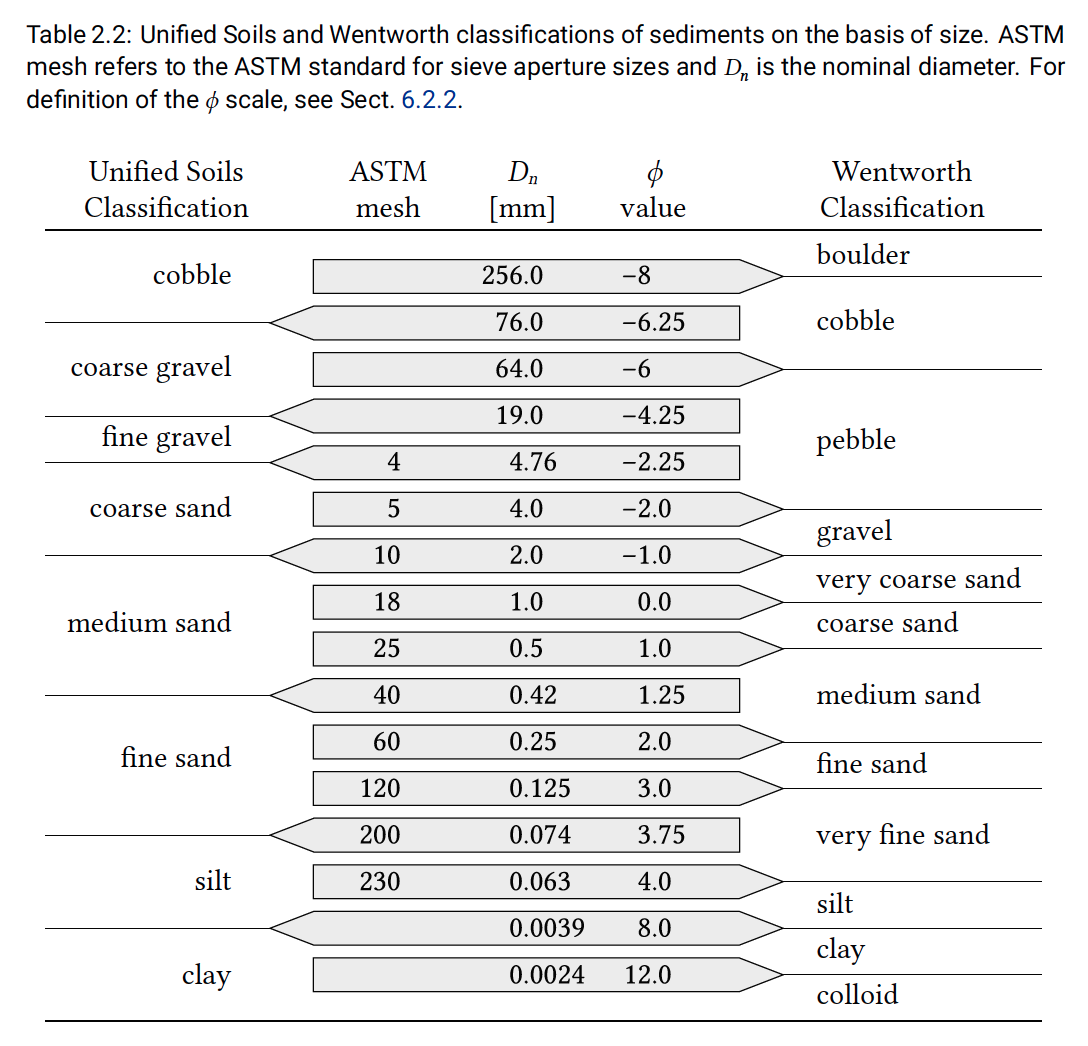 Table 2.2: Unified Soils and Wentworth classifications of sediments on the basis of size. ASTM
mesh refers to the ASTM standard for sieve aperture sizes and Dₙ is the nominal diameter. For
definition of the ϕ scale, see Sect. 6.2.2.
Unified Soils ASTM Dₙ ϕ Wentworth
Classification mesh [mm] value Classification
boulder
cobble 256.0 −8
76.0 −6.25 cobble
coarse gravel 64.0 −6
19.0 −4.25
fine gravel pebble
4 4.76 −2.25
coarse sand 5 4.0 −2.0
gravel
10 2.0 −1.0
very coarse sand
18 1.0 0.0
medium sand coarse sand
25 0.5 1.0
40 0.42 1.25 medium sand
60 0.25 2.0
fine sand fine sand
120 0.125 3.0
200 0.074 3.75 very fine sand
silt 230 0.063 4.0
silt
0.0039 8.0
clay
clay 0.0024 12.0
colloid